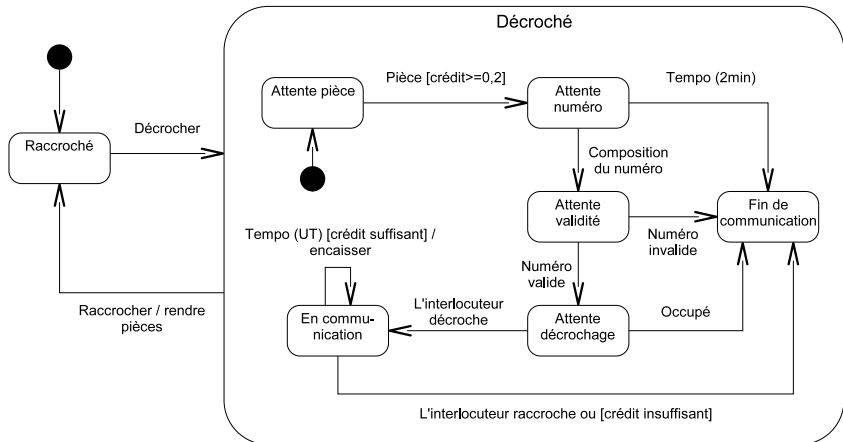 Décroché
Attente pièce
Pièce [crédit>=0,2]
Attente
numéro
Tempo (2min)
Raccroché
Décrocher
Composition
du numéro
Attente
validité
Numéro
invalide
Fin de
communication
Tempo (UT) [crédit suffisant] /
encaisser
Numéro
valide
Raccrocher / rendre
pièces
En commu-
nication
L'interlocuteur
décroche
Attente
décrochage
Occupé
L'interlocuteur raccroche ou [crédit insuffisant]